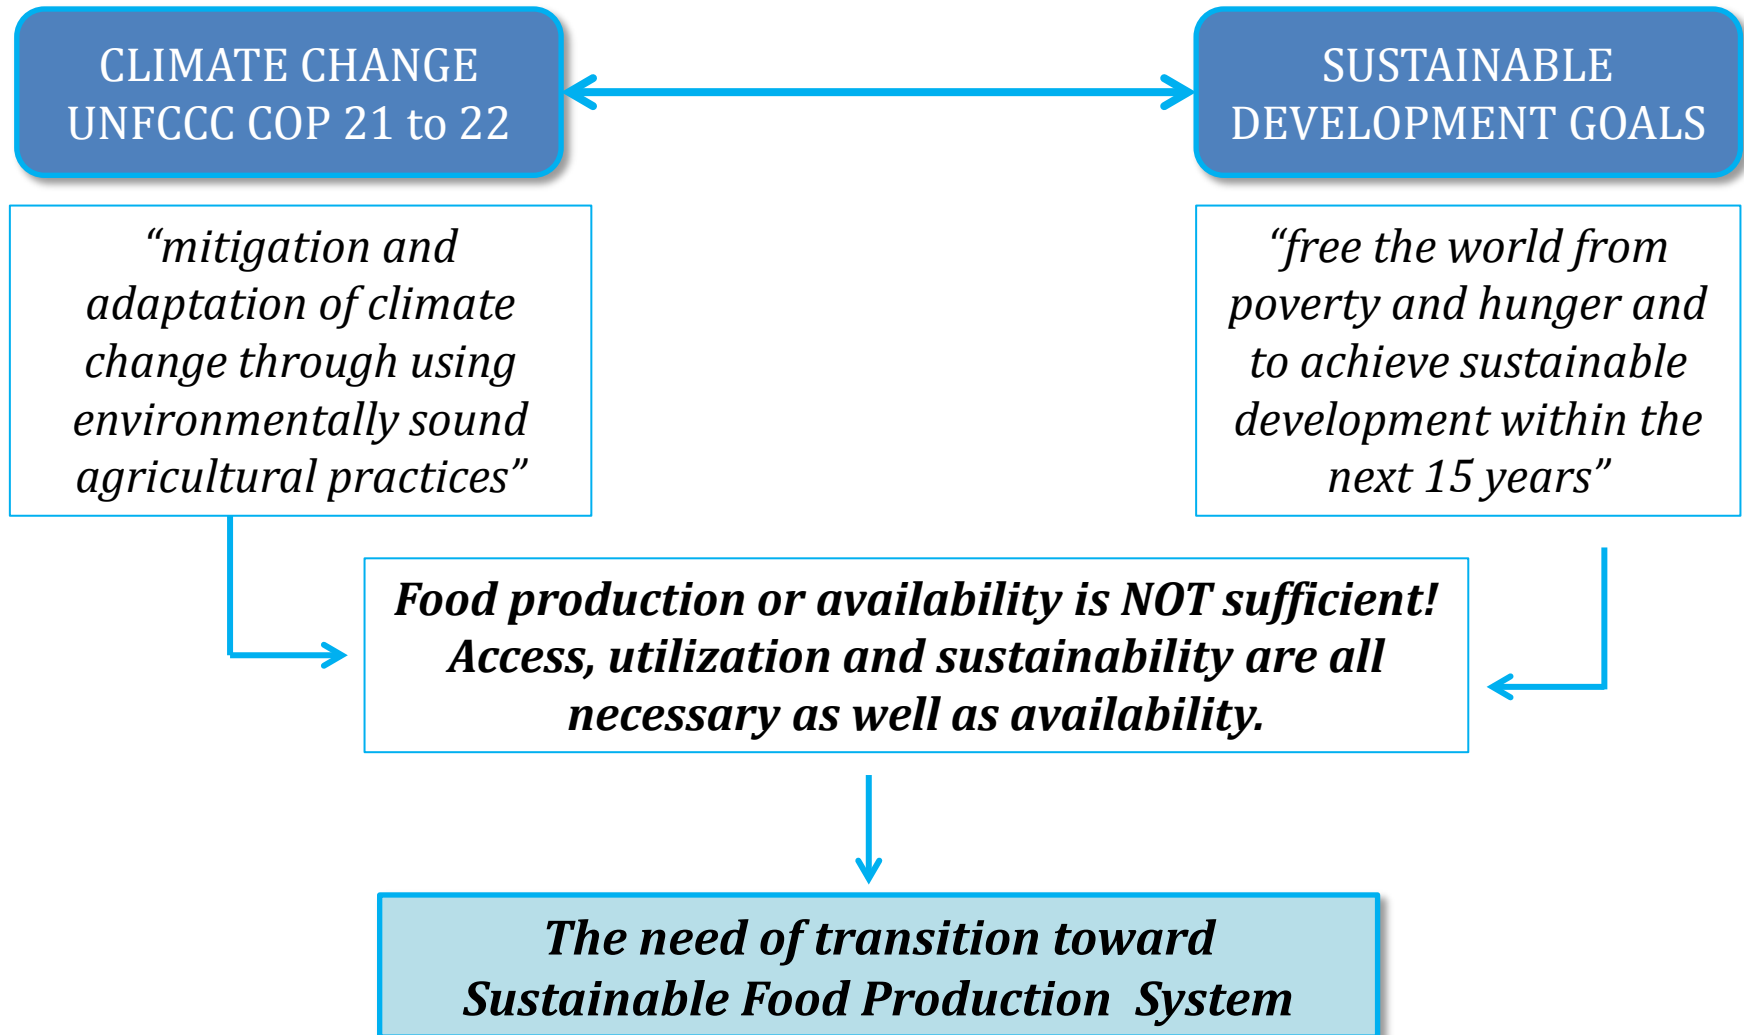 CLIMATE CHANGE
UNFCCC COP 21 to 22
SUSTAINABLE
DEVELOPMENT GOALS
“mitigation and
adaptation of climate
change through using
environmentally sound
agricultural practices”
“free the world from
poverty and hunger and
to achieve sustainable
development within the
next 15 years”
Food production or availability is NOT sufficient!
Access, utilization and sustainability are all
necessary as well as availability.
The need of transition toward
Sustainable Food Production System